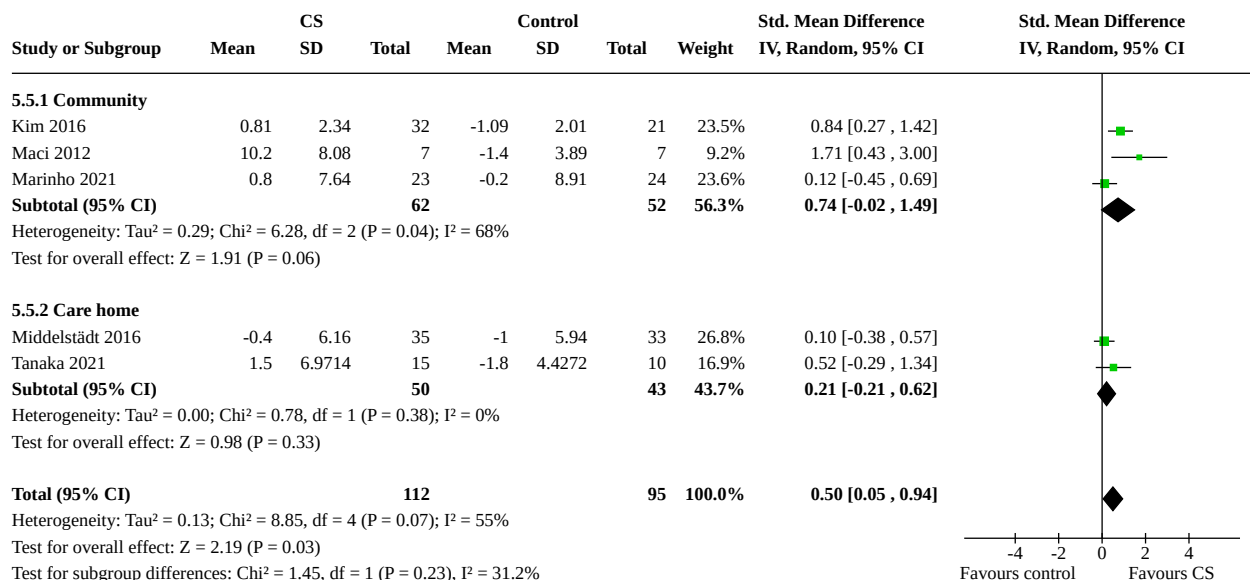 CS Control Std. Mean Difference Std. Mean Difference
Study or Subgroup Mean SD Total Mean SD Total Weight IV, Random, 95% CI IV, Random, 95% CI
5.5.1 Community
Kim 2016 0.81 2.34 32 -1.09 2.01 21 23.5% 0.84 [0.27 , 1.42]
Maci 2012 10.2 8.08 7 -1.4 3.89 7 9.2% 1.71 [0.43 , 3.00]
Marinho 2021 0.8 7.64 23 -0.2 8.91 24 23.6% 0.12 [-0.45 , 0.69]
Subtotal (95% CI) 62 52 56.3% 0.74 [-0.02 , 1.49]
Heterogeneity: Tau² = 0.29; Chi² = 6.28, df = 2 (P = 0.04); I² = 68%
Test for overall effect: Z = 1.91 (P = 0.06)
5.5.2 Care home
Middelstädt 2016 -0.4 6.16 35 -1 5.94 33 26.8% 0.10 [-0.38 , 0.57]
Tanaka 2021 1.5 6.9714 15 -1.8 4.4272 10 16.9% 0.52 [-0.29 , 1.34]
Subtotal (95% CI) 50 43 43.7% 0.21 [-0.21 , 0.62]
Heterogeneity: Tau² = 0.00; Chi² = 0.78, df = 1 (P = 0.38); I² = 0%
Test for overall effect: Z = 0.98 (P = 0.33)
Total (95% CI) 112 95 100.0% 0.50 [0.05 , 0.94]
Heterogeneity: Tau² = 0.13; Chi² = 8.85, df = 4 (P = 0.07); I² = 55%
Test for overall effect: Z = 2.19 (P = 0.03)
-4 -2 0 2 4
Test for subgroup differences: Chi² = 1.45, df = 1 (P = 0.23), I² = 31.2% Favours control Favours CS